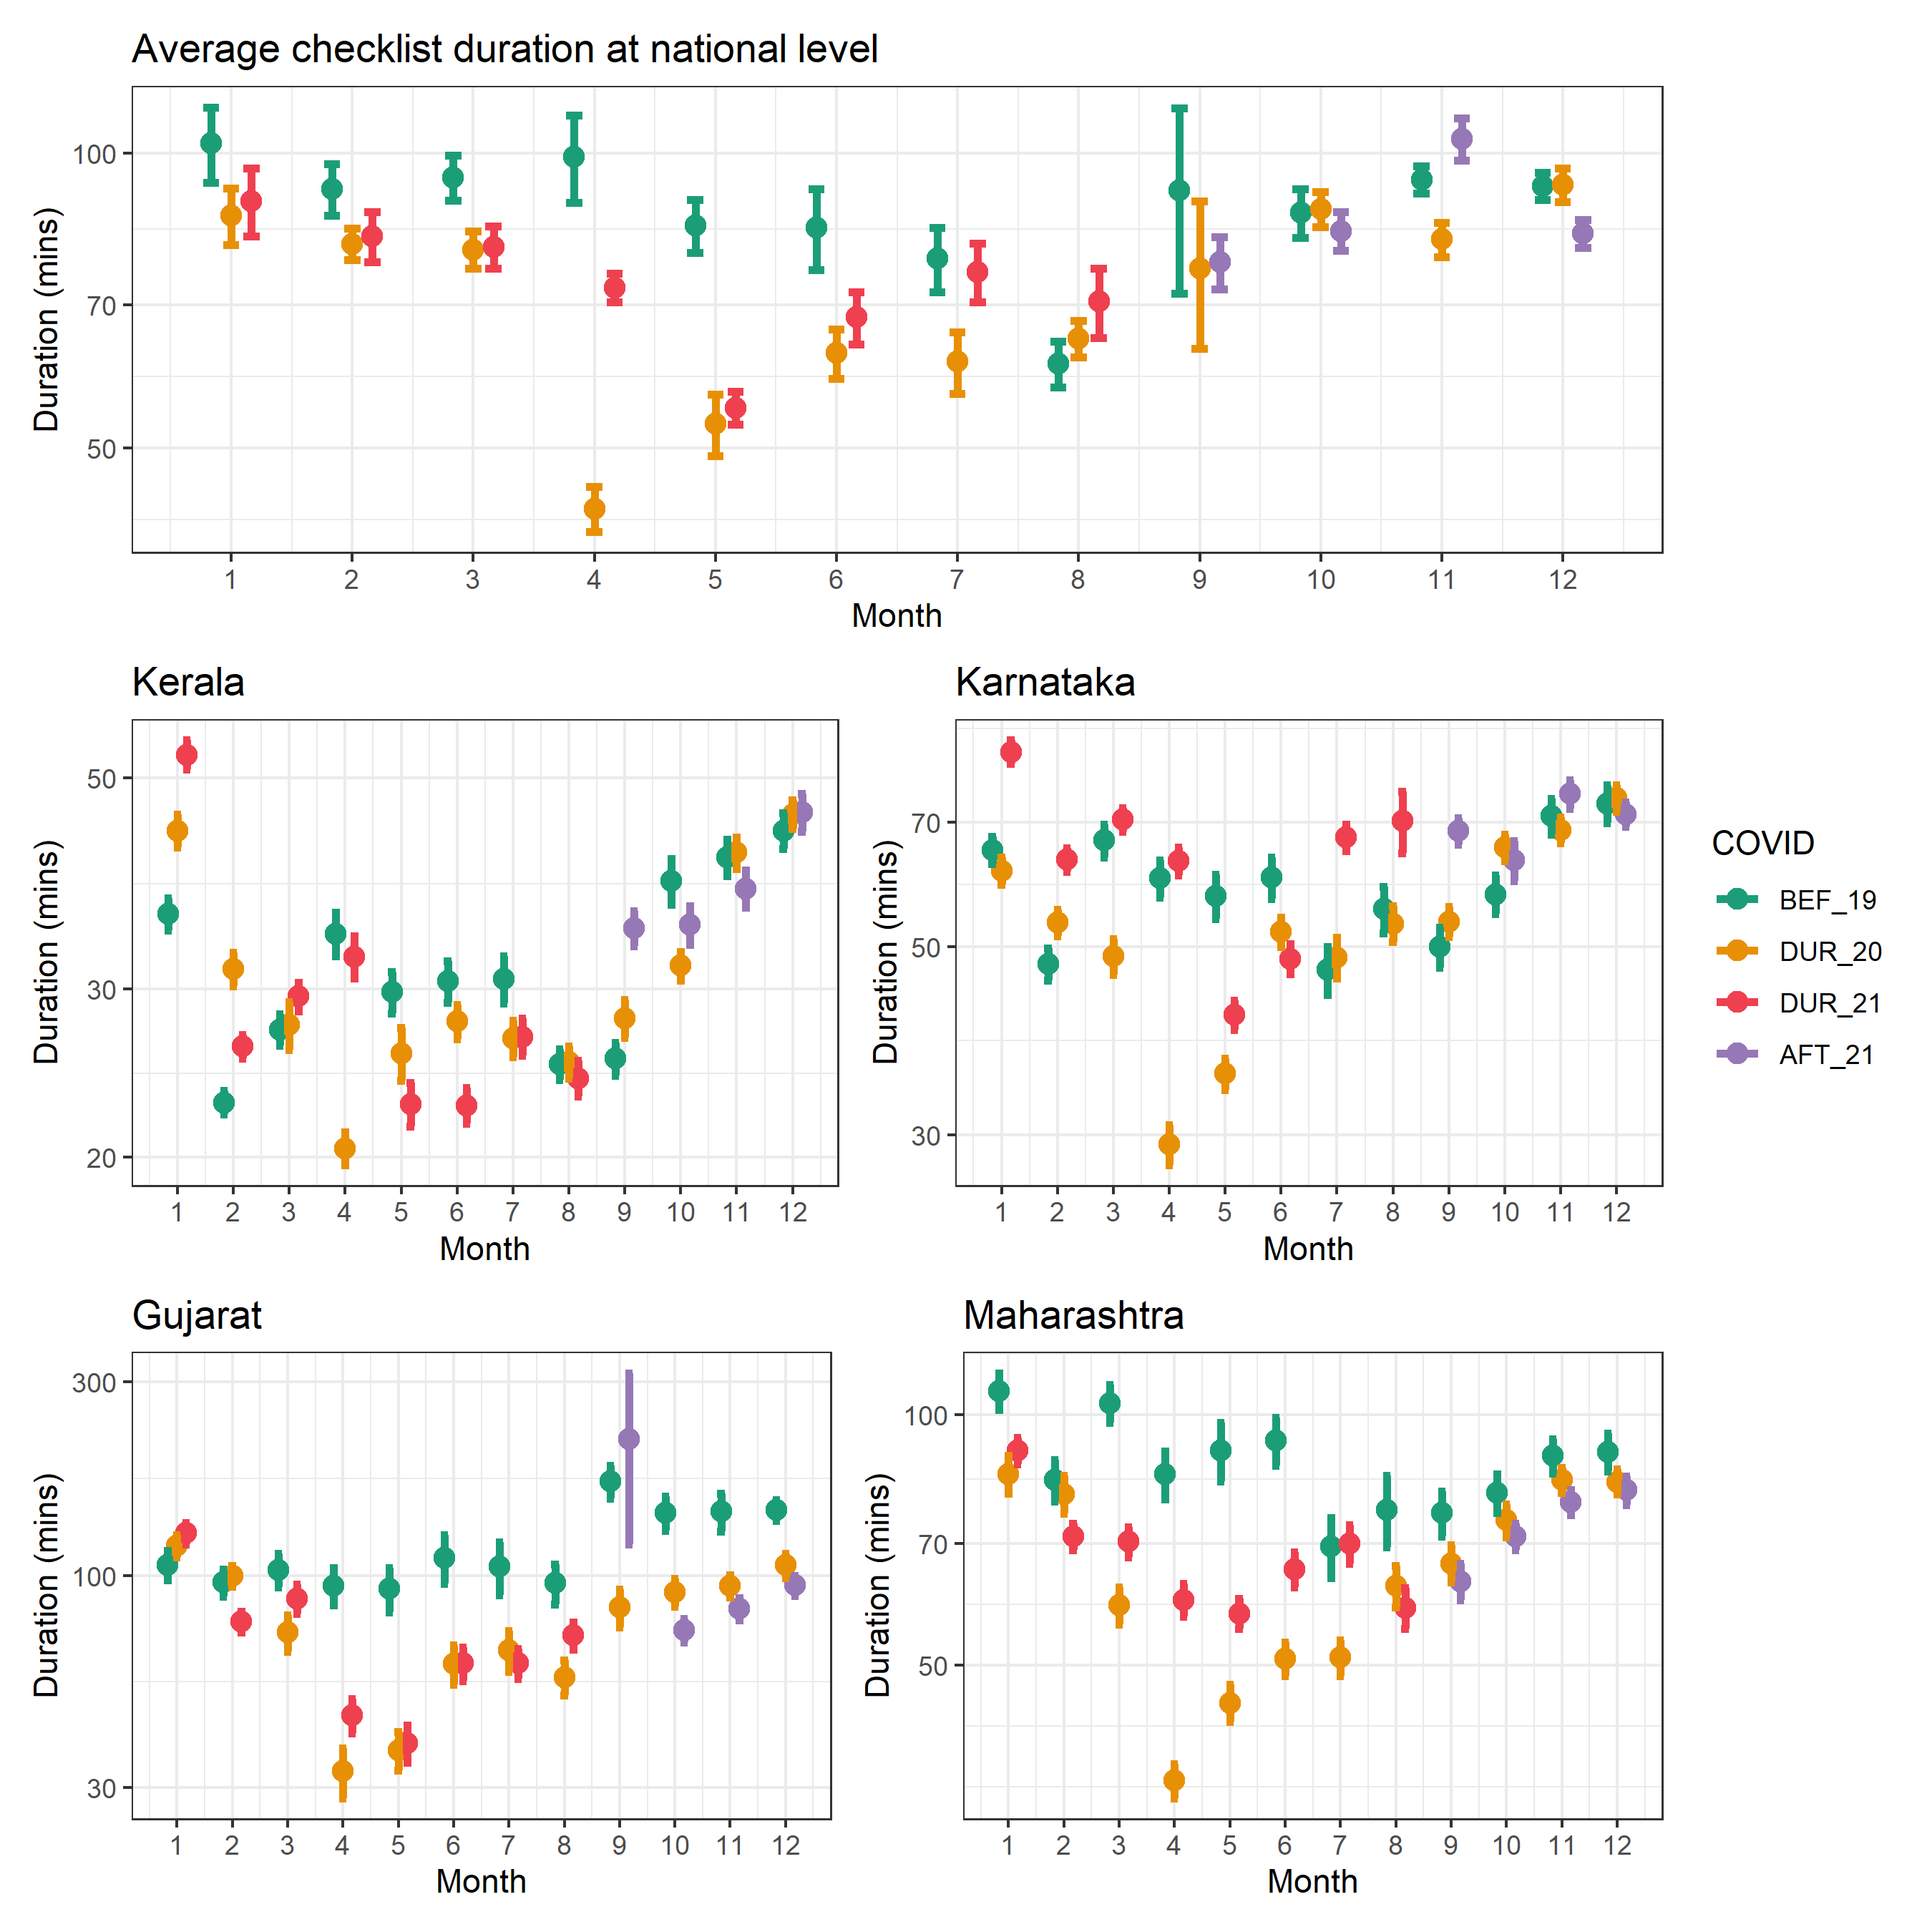 Average checklist duration at national level
Duration (mins)
100
70
50
1 2 3 4 5 6 7 8 9 10 11 12
Month
Kerala
Duration (mins)
50
30
20
1 2 3 4 5 6 7 8 9 10 11 12
Month
Karnataka
Duration (mins)
70
50
30
1 2 3 4 5 6 7 8 9 10 11 12
Month
COVID
BEF_19
DUR_20
DUR_21
AFT_21
Gujarat
Duration (mins)
300
100
30
1 2 3 4 5 6 7 8 9 10 11 12
Month
Maharashtra
Duration (mins)
100
70
50
1 2 3 4 5 6 7 8 9 10 11 12
Month